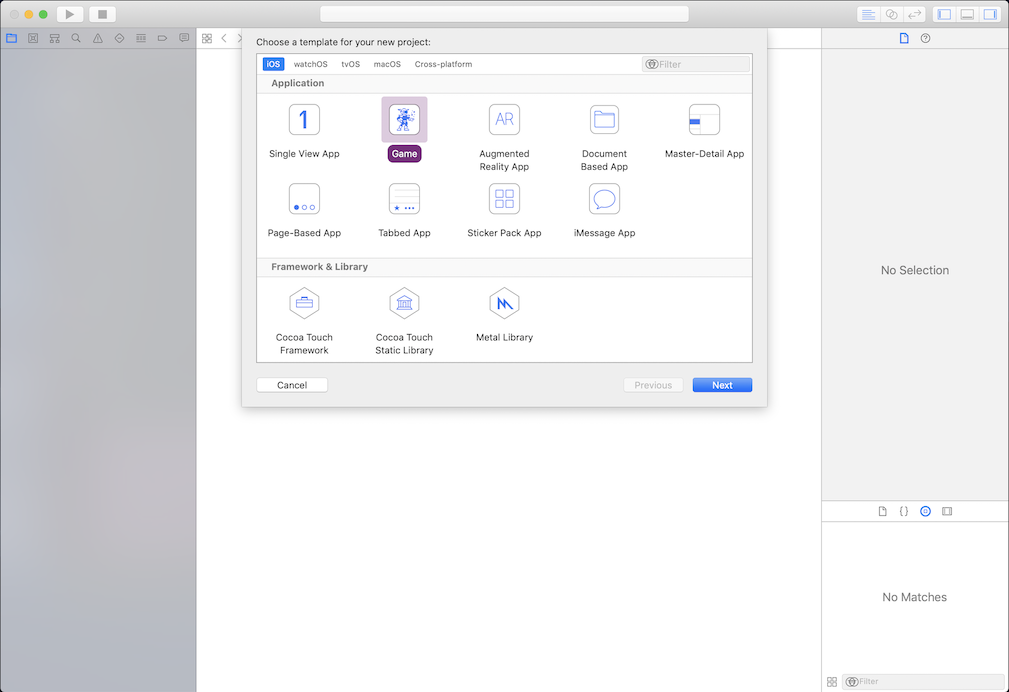 Choose a template for your new project:
iOS watchOS tvOS macOS Cross-platform Filter
Application
1 AR
Single View App Game Augmented Reality App Document Based App Master-Detail App
Page-Based App Tabbed App Sticker Pack App iMessage App
Framework & Library
Cocoa Touch Framework Cocoa Touch Static Library Metal Library
Cancel Previous Next
No Selection
{}
No Matches
Filter